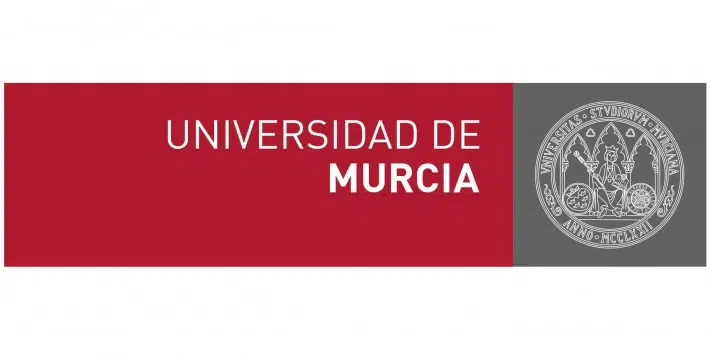 UNIVERSIDAD DE
MURCIA
VNIVERSITAS · STVDIORVM · MVRCIANA
ANNO · MCCLXXII